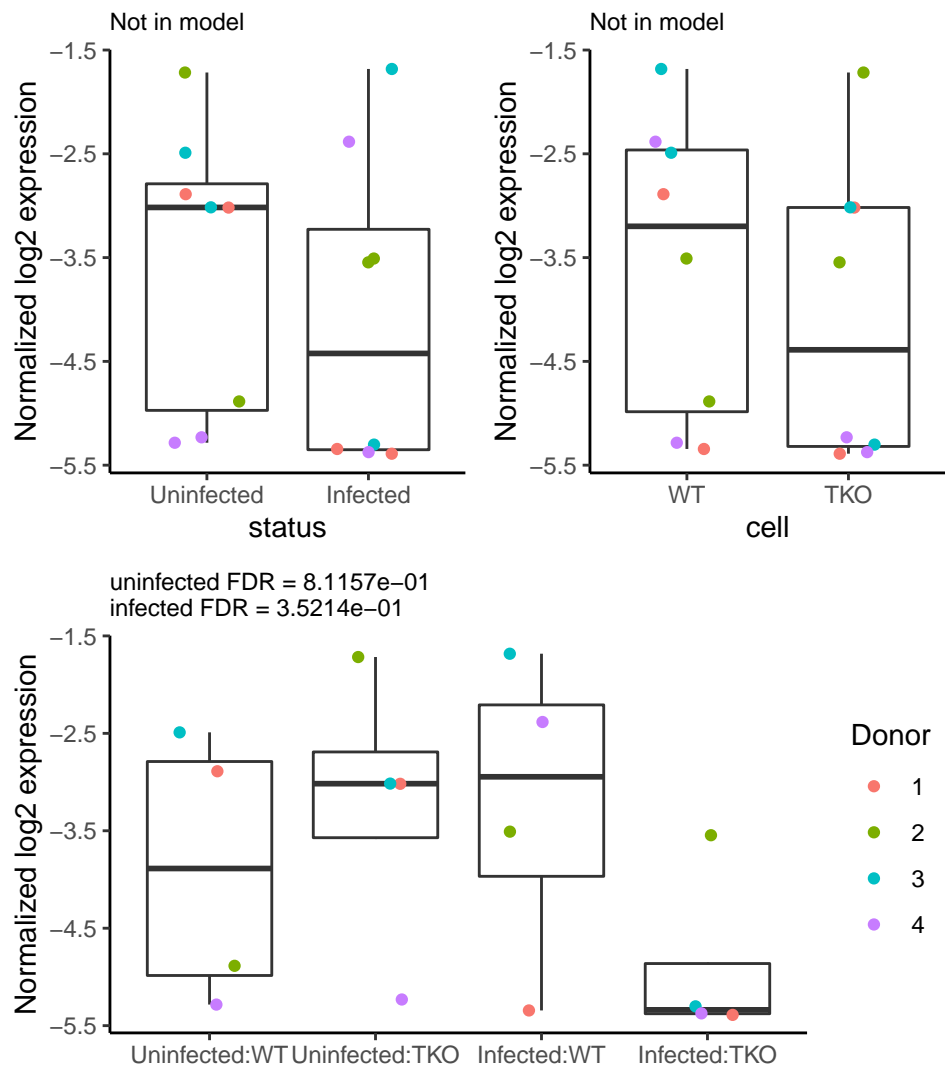 Not in model
Normalized log2 expression
−1.5
−2.5
−3.5
−4.5
−5.5
Uninfected
Infected
status
Not in model
Normalized log2 expression
−1.5
−2.5
−3.5
−4.5
−5.5
WT
TKO
cell
uninfected FDR = 8.1157e−01
infected FDR = 3.5214e−01
Normalized log2 expression
−1.5
−2.5
−3.5
−4.5
−5.5
Uninfected:WT
Uninfected:TKO
Infected:WT
Infected:TKO
Donor
1
2
3
4